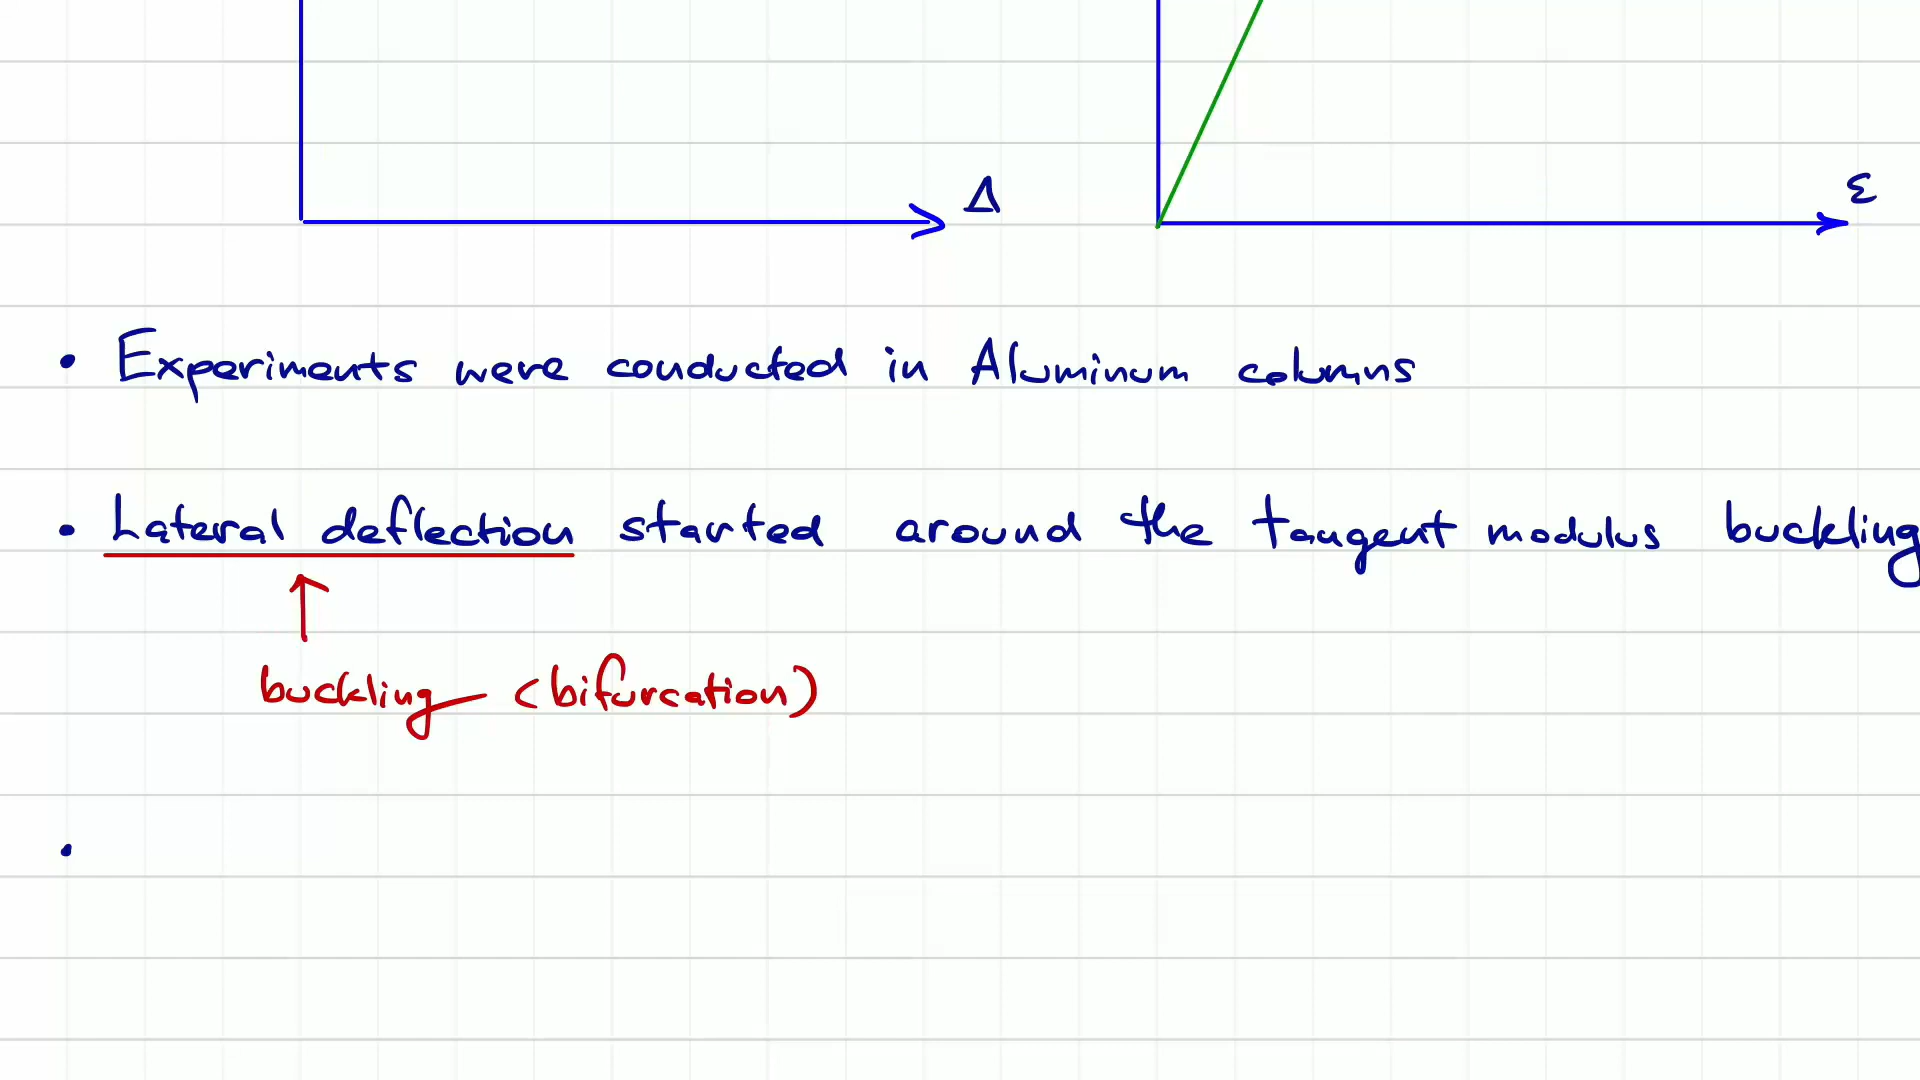 Δ
ε
• Experiments were conducted in Aluminum columns
• Lateral deflection started around the tangent modulus buckling
buckling (bifurcation)
•